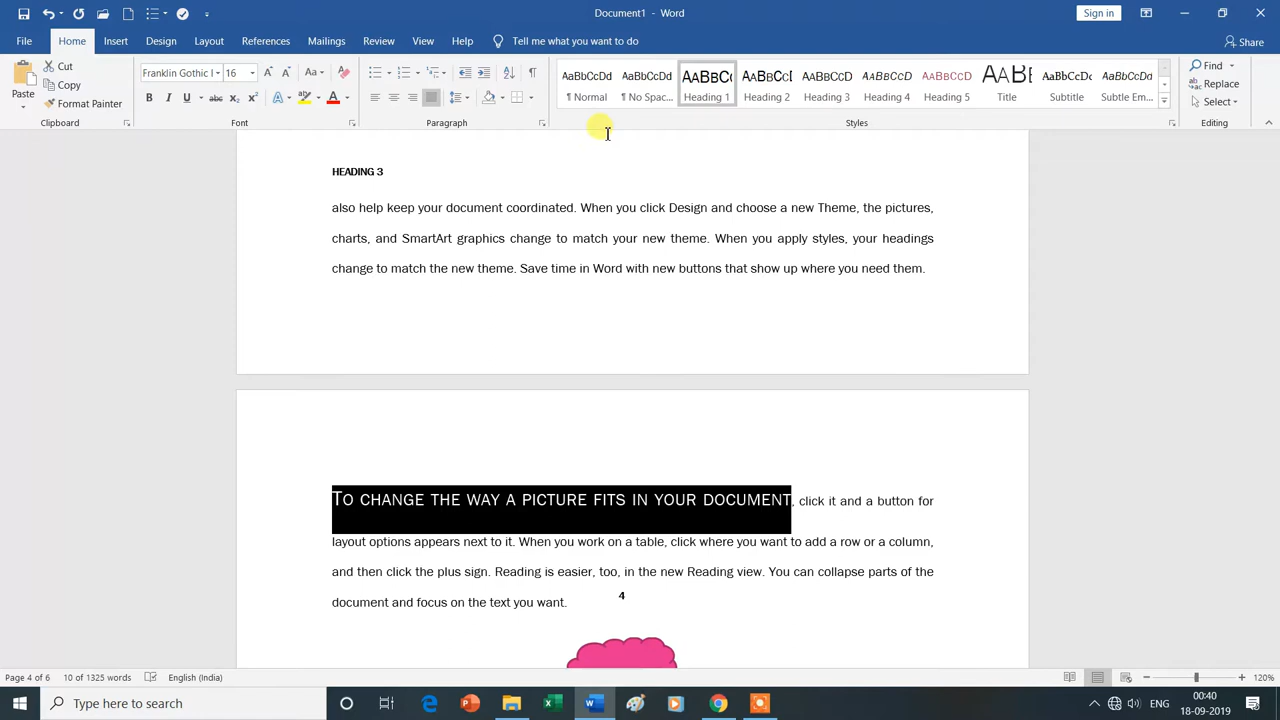 Document1 - Word
Sign in
File Home Insert Design Layout References Mailings Review View Help Tell me what you want to do Share
Paste
Cut
Copy
Format Painter
Clipboard
Franklin Gothic I 16
Font
Paragraph
AaBbCcDd AaBbCcDd AABBC AABBCCI AABBCCD AABBCCD AABBCCD AABB AaBbCcDc AaBbCcDd
¶ Normal ¶ No Spac... Heading 1 Heading 2 Heading 3 Heading 4 Heading 5 Title Subtitle Subtle Em...
Styles
Find
Replace
Select
Editing
HEADING 3
also help keep your document coordinated. When you click Design and choose a new Theme, the pictures,
charts, and SmartArt graphics change to match your new theme. When you apply styles, your headings
change to match the new theme. Save time in Word with new buttons that show up where you need them.
TO CHANGE THE WAY A PICTURE FITS IN YOUR DOCUMENT, click it and a button for
layout options appears next to it. When you work on a table, click where you want to add a row or a column,
and then click the plus sign. Reading is easier, too, in the new Reading view. You can collapse parts of the
document and focus on the text you want.
4
Page 4 of 6 10 of 1325 words English (India) 120%
Type here to search
ENG
00:40
18-09-2019